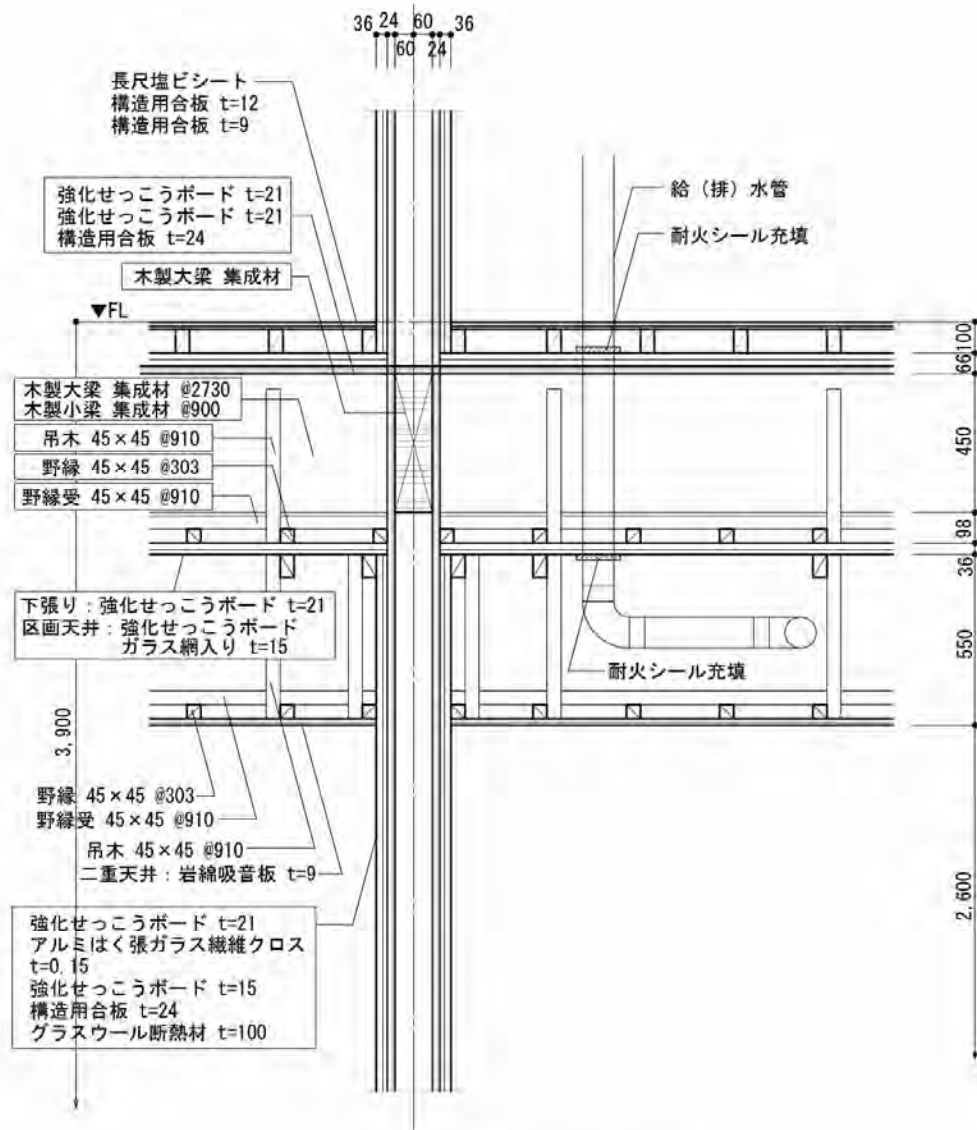 36 24 60 36
60 24
長尺塩ビシート
構造用合板 t=12
構造用合板 t=9
強化せっこうボード t=21
強化せっこうボード t=21
構造用合板 t=24
木製大梁 集成材
給（排）水管
耐火シール充填
▼FL
木製大梁 集成材 @2730
木製小梁 集成材 @900
吊木 45×45 @910
野縁 45×45 @303
野縁受 45×45 @910
下張り：強化せっこうボード t=21
区画天井：強化せっこうボード
ガラス網入り t=15
耐火シール充填
100
66
450
98
36
550
2,600
3,900
野縁 45×45 @303
野縁受 45×45 @910
吊木 45×45 @910
二重天井：岩綿吸音板 t=9
強化せっこうボード t=21
アルミはく張ガラス繊維クロス
t=0.15
強化せっこうボード t=15
構造用合板 t=24
グラスウール断熱材 t=100